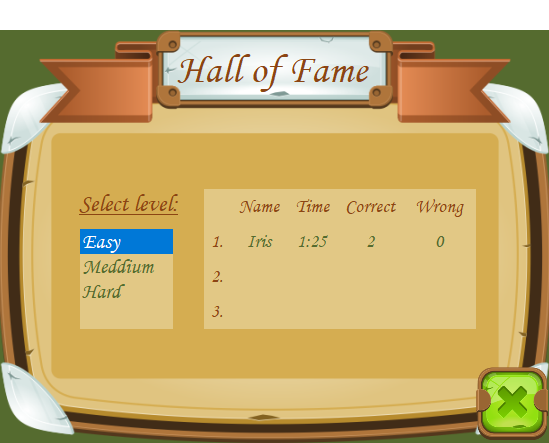 Hall of Fame
Select level:
Easy
Meddium
Hard
Name Time Correct Wrong
1. Iris 1:25 2 0
2.
3.